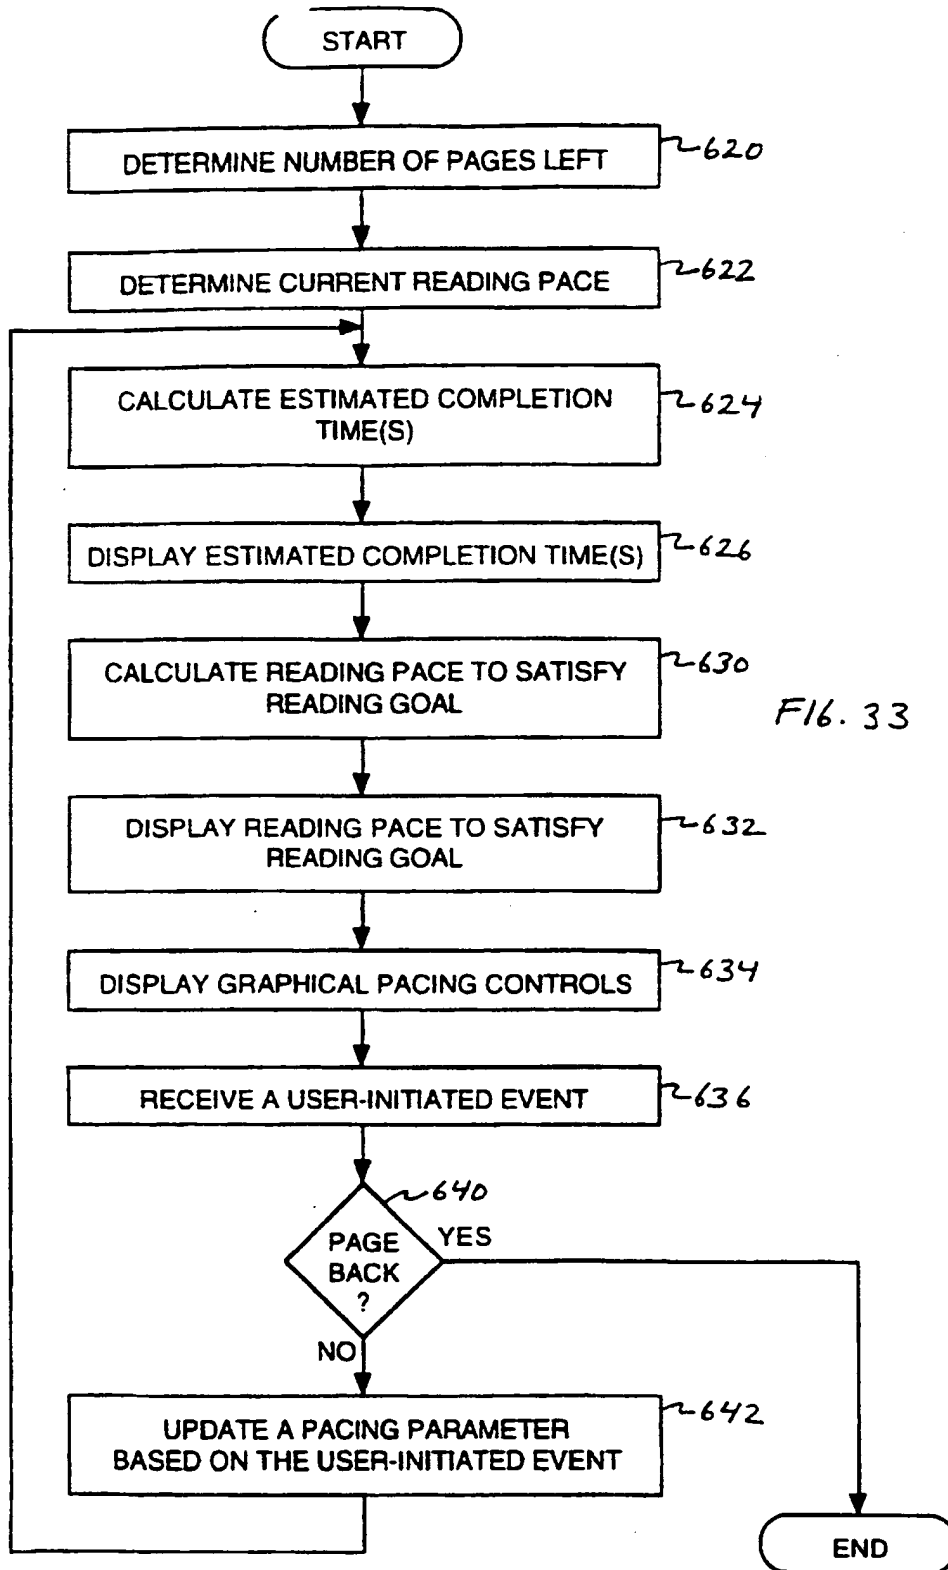 START
DETERMINE NUMBER OF PAGES LEFT
620
DETERMINE CURRENT READING PACE
622
CALCULATE ESTIMATED COMPLETION
TIME(S)
624
DISPLAY ESTIMATED COMPLETION TIME(S)
626
CALCULATE READING PACE TO SATISFY
READING GOAL
630
FIG. 33
DISPLAY READING PACE TO SATISFY
READING GOAL
632
DISPLAY GRAPHICAL PACING CONTROLS
634
RECEIVE A USER-INITIATED EVENT
636
640
PAGE
BACK
?
YES
NO
UPDATE A PACING PARAMETER
BASED ON THE USER-INITIATED EVENT
642
END